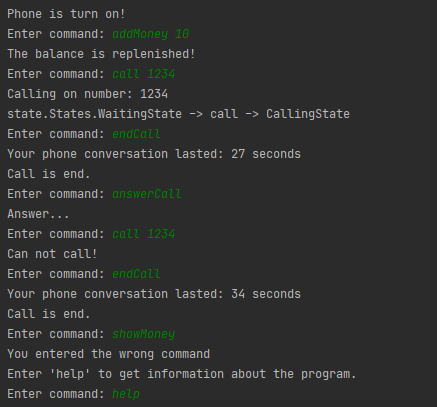 Phone is turn on!
Enter command: addMoney 10
The balance is replenished!
Enter command: call 1234
Calling on number: 1234
state.States.WaitingState -> call -> CallingState
Enter command: endCall
Your phone conversation lasted: 27 seconds
Call is end.
Enter command: answerCall
Answer...
Enter command: call 1234
Can not call!
Enter command: endCall
Your phone conversation lasted: 34 seconds
Call is end.
Enter command: showMoney
You entered the wrong command
Enter 'help' to get information about the program.
Enter command: help